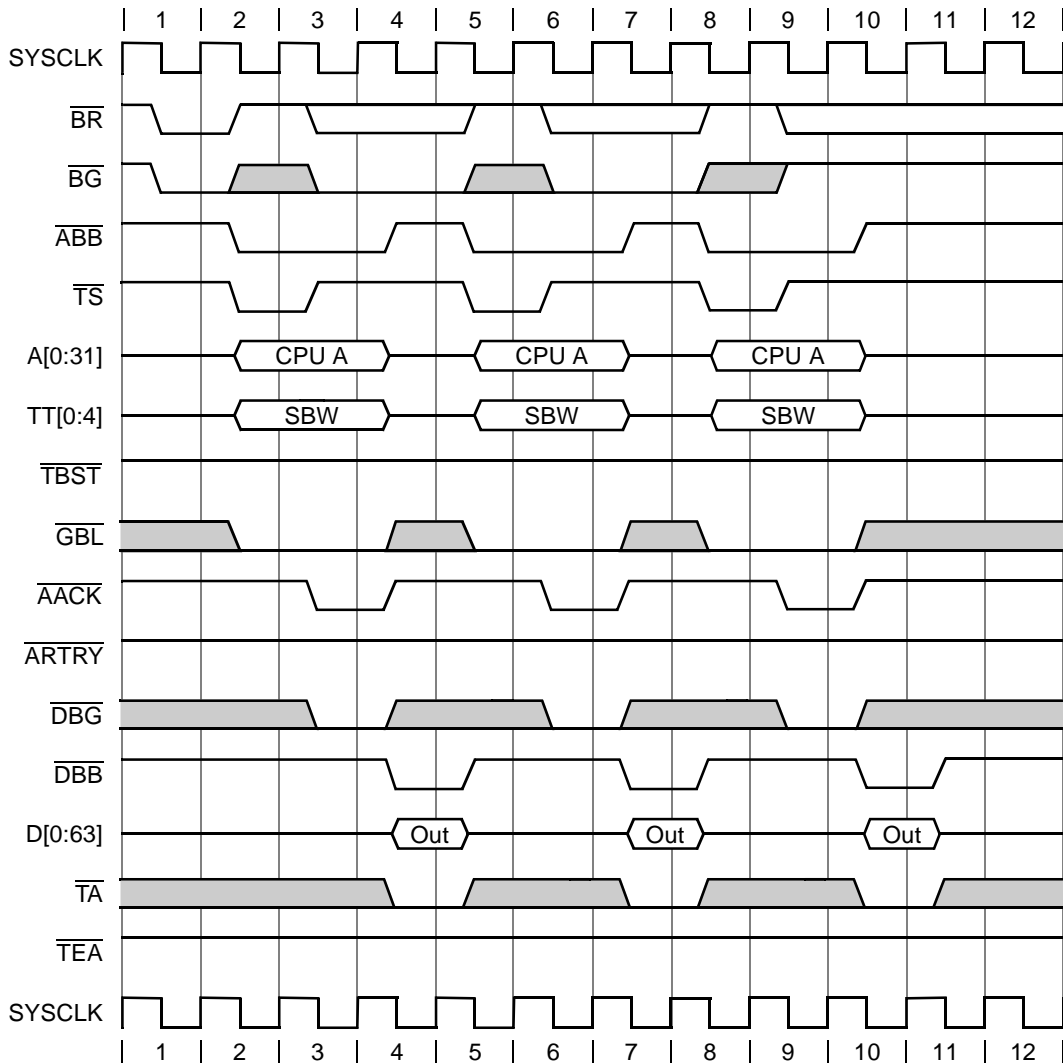 1 2 3 4 5 6 7 8 9 10 11 12
SYSCLK
BR
BG
ABB
TS
A[0:31] CPU A CPU A CPU A
TT[0:4] SBW SBW SBW
TBST
GBL
AACK
ARTRY
DBG
DBB
D[0:63] Out Out Out
TA
TEA
SYSCLK
1 2 3 4 5 6 7 8 9 10 11 12